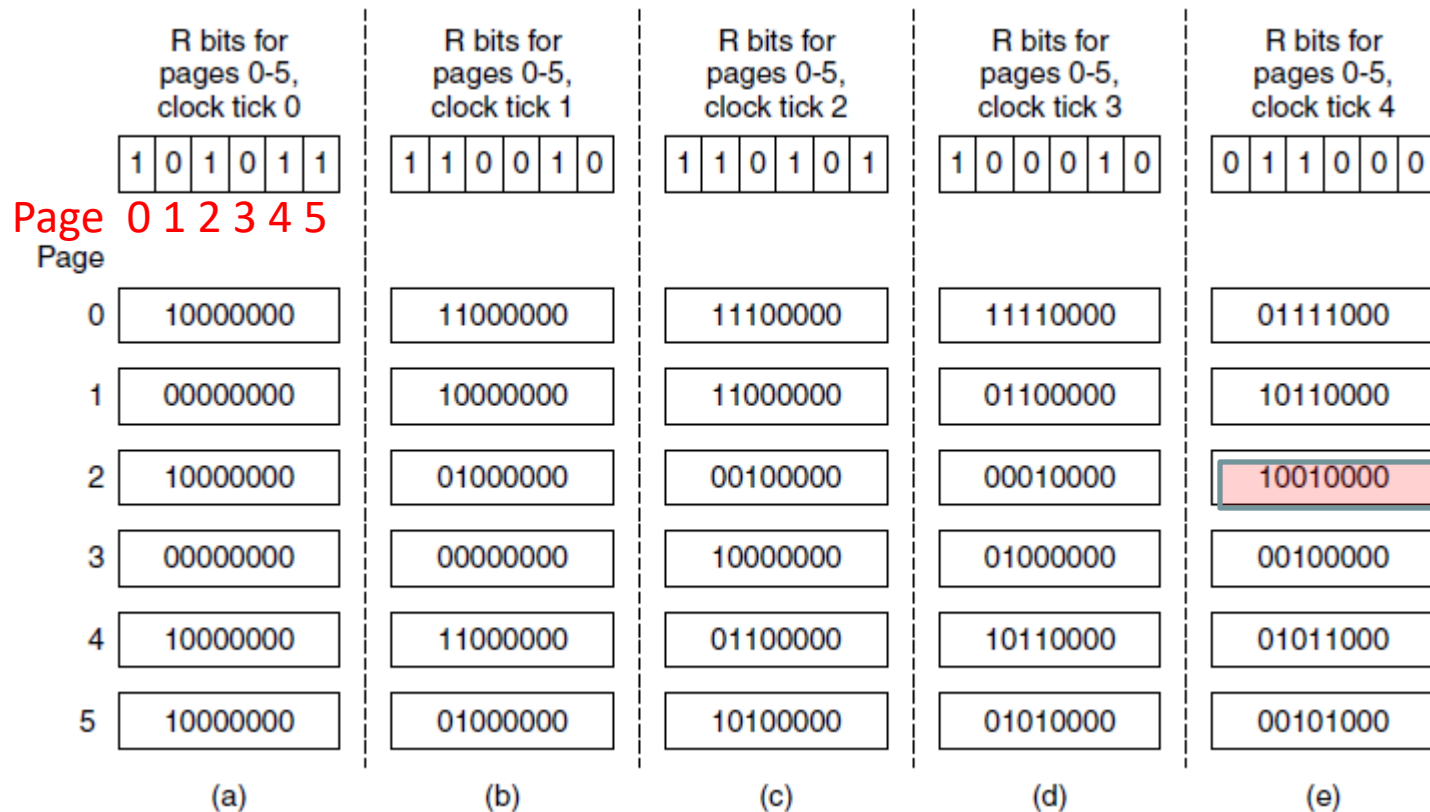 R bits for pages 0-5, clock tick 0
R bits for pages 0-5, clock tick 1
R bits for pages 0-5, clock tick 2
R bits for pages 0-5, clock tick 3
R bits for pages 0-5, clock tick 4
1 0 1 0 1 1
1 1 0 0 1 0
1 1 0 1 0 1
1 0 0 0 1 0
0 1 1 0 0 0
Page 0 1 2 3 4 5
Page
0 10000000 11000000 11100000 11110000 01111000
1 00000000 10000000 11000000 01100000 10110000
2 10000000 01000000 00100000 00010000 10010000
3 00000000 00000000 10000000 01000000 00100000
4 10000000 11000000 01100000 10110000 01011000
5 10000000 01000000 10100000 01010000 00101000
(a) (b) (c) (d) (e)